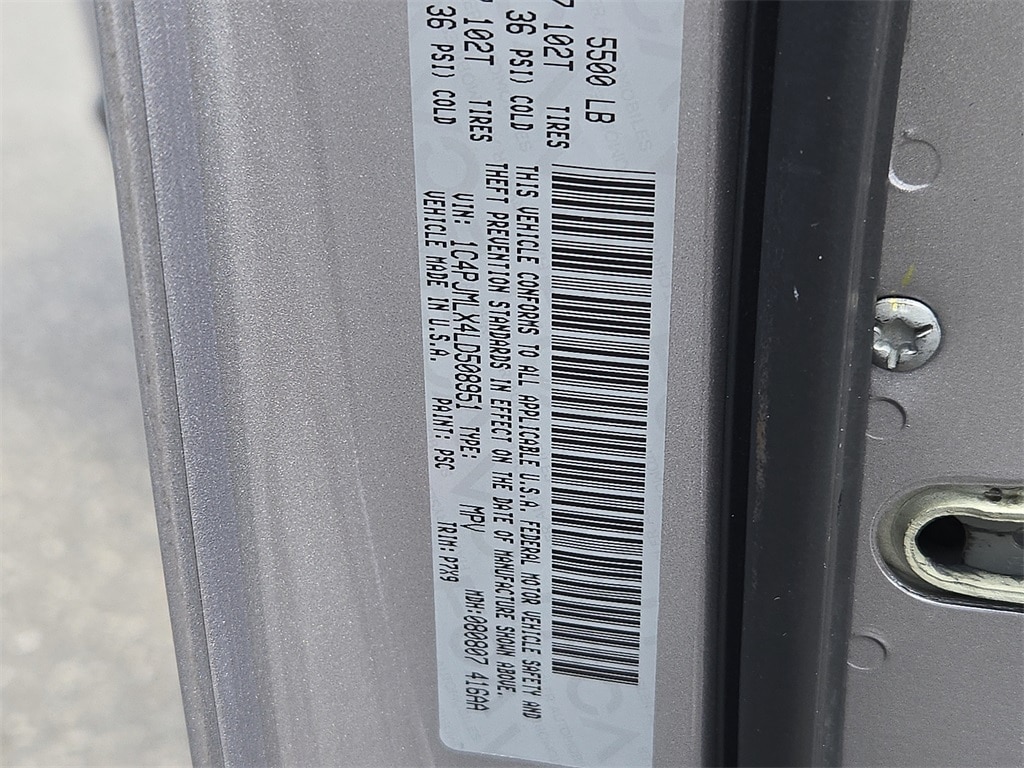 5500 LB
7 102T TIRES
36 PSI) COLD
102T TIRES
36 PSI) COLD
THIS VEHICLE CONFORMS TO ALL APPLICABLE U.S.A. FEDERAL MOTOR VEHICLE SAFETY AND
THEFT PREVENTION STANDARDS IN EFFECT ON THE DATE OF MANUFACTURE SHOWN ABOVE.
VIN: 1C4PJMLX4LD508951 TYPE: MPV MDH:080807 416AA
VEHICLE MADE IN U.S.A. PAINT: PSC TRIM: P7X9